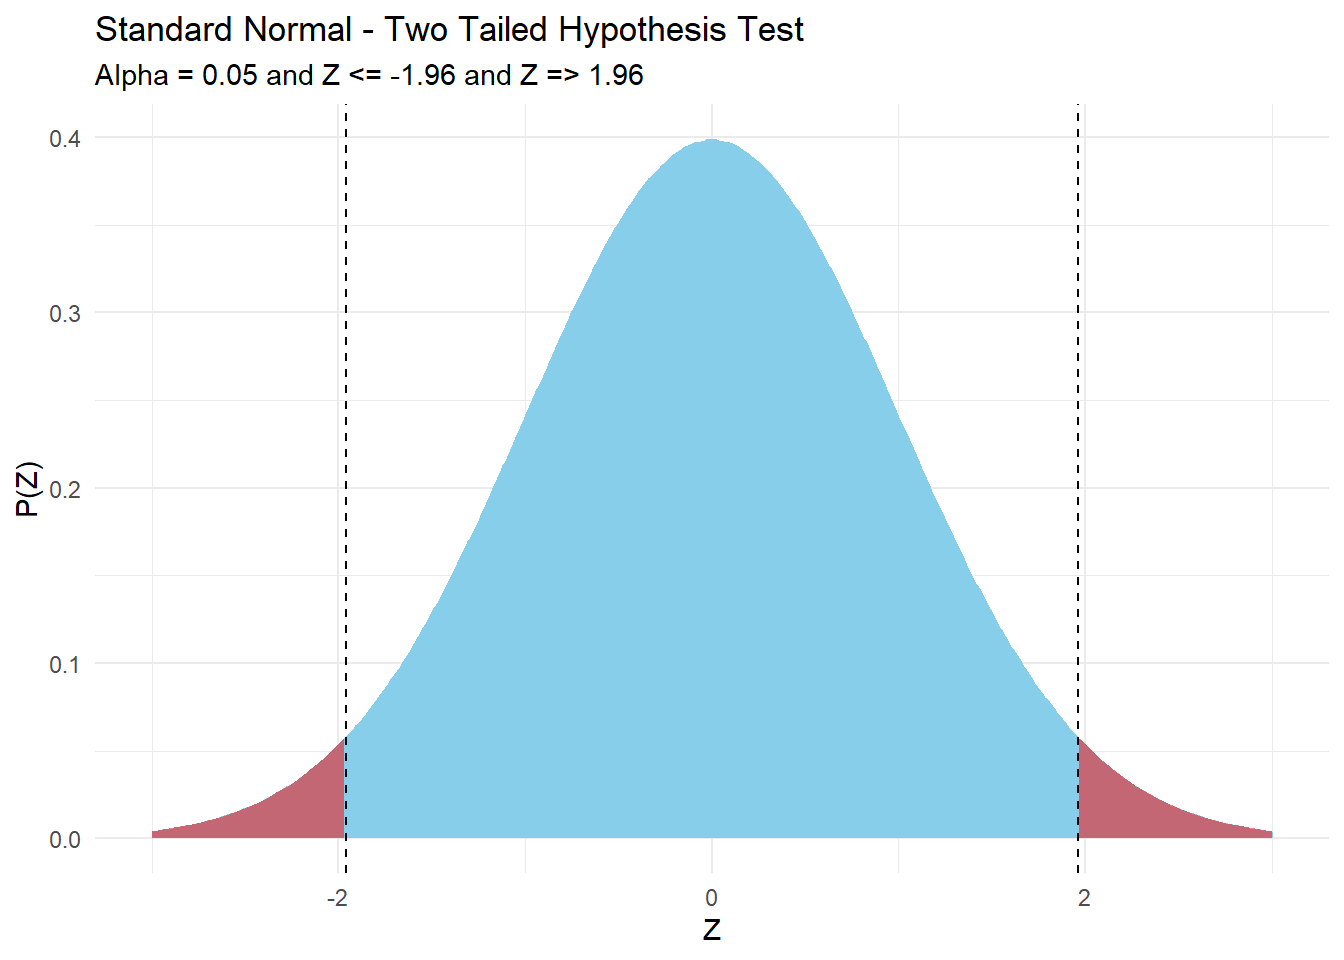 Standard Normal - Two Tailed Hypothesis Test
Alpha = 0.05 and Z <= -1.96 and Z => 1.96
0.4
0.3
0.2
0.1
0.0
P(Z)
-2
0
2
Z